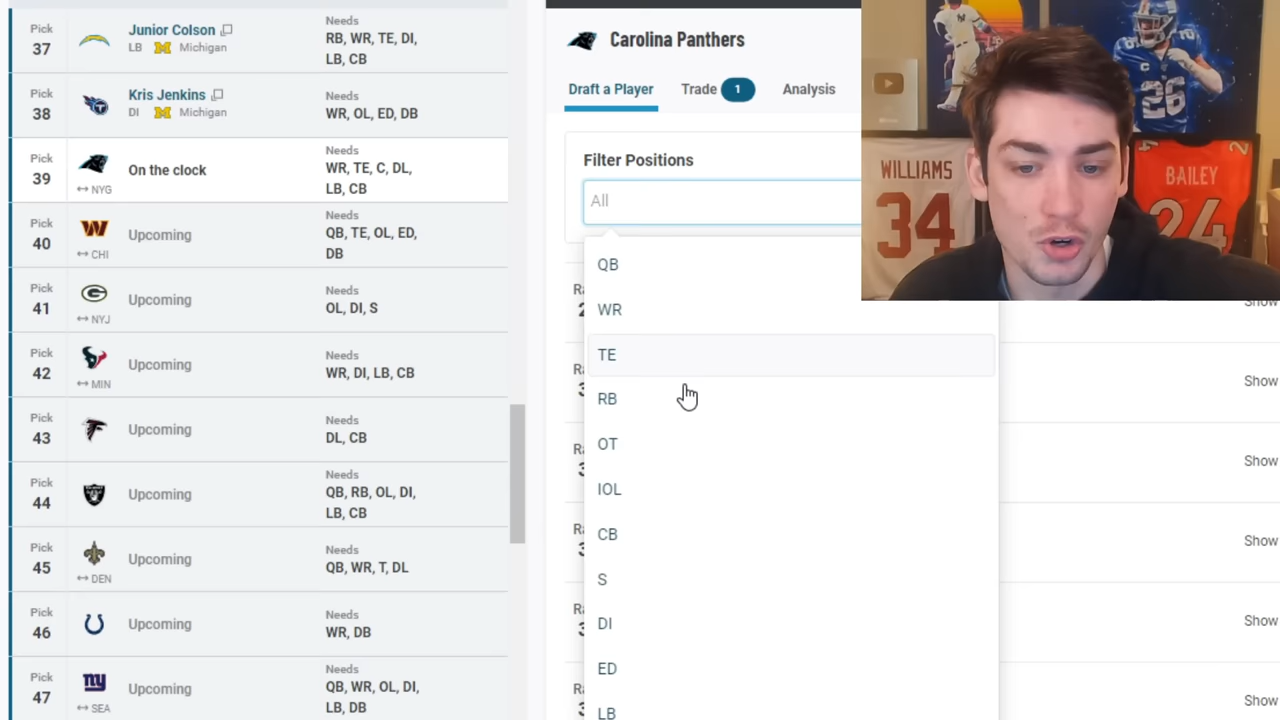 Pick
37
Junior Colson
LB Michigan
Needs
RB, WR, TE, DI,
LB, CB
Pick
38
Kris Jenkins
DI Michigan
Needs
WR, OL, ED, DB
Pick
39
NYG
On the clock
Needs
WR, TE, C, DL,
LB, CB
Pick
40
CHI
Upcoming
Needs
QB, TE, OL, ED,
DB
Pick
41
NYJ
Upcoming
Needs
OL, DI, S
Pick
42
MIN
Upcoming
Needs
WR, DI, LB, CB
Pick
43
Upcoming
Needs
DL, CB
Pick
44
Upcoming
Needs
QB, RB, OL, DI,
LB, CB
Pick
45
DEN
Upcoming
Needs
QB, WR, T, DL
Pick
46
Upcoming
Needs
WR, DB
Pick
47
SEA
Upcoming
Needs
QB, WR, OL, DI,
LB, DB
Carolina Panthers
Draft a Player
Trade 1
Analysis
Filter Positions
All
QB
WR
TE
RB
OT
IOL
CB
S
DI
ED
LB
Show
Show
Show
Show
Show
Show
WILLIAMS
34
26
BAILEY
24